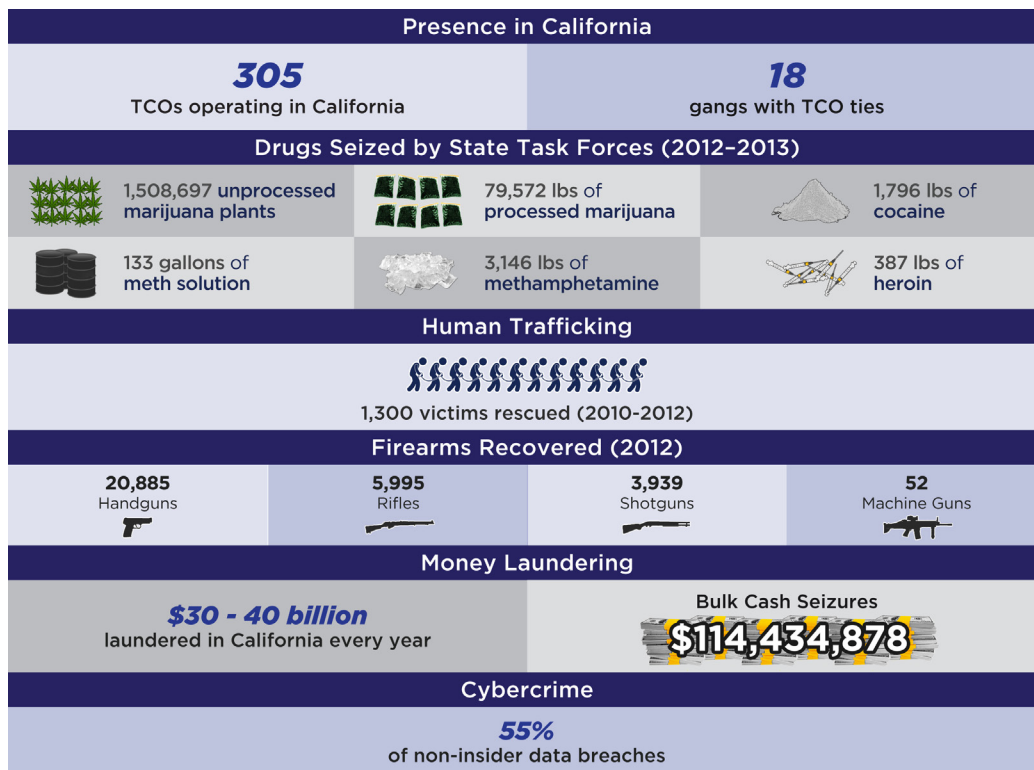 Presence in California
305
TCOs operating in California
18
gangs with TCO ties
Drugs Seized by State Task Forces (2012–2013)
1,508,697 unprocessed
marijuana plants
79,572 lbs of
processed marijuana
1,796 lbs of
cocaine
133 gallons of
meth solution
3,146 lbs of
methamphetamine
387 lbs of
heroin
Human Trafficking
1,300 victims rescued (2010-2012)
Firearms Recovered (2012)
20,885
Handguns
5,995
Rifles
3,939
Shotguns
52
Machine Guns
Money Laundering
$30 - 40 billion
laundered in California every year
Bulk Cash Seizures
$114,434,878
Cybercrime
55%
of non-insider data breaches